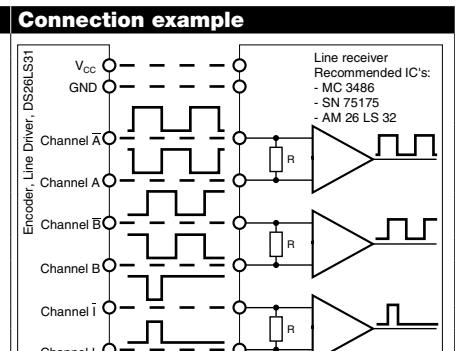 Connection example
Encoder, Line Driver, DS26LS31
VCC
GND
Channel A̅
Channel A
Channel B̅
Channel B
Channel I̅
Line receiver
Recommended IC's:
- MC 3486
- SN 75175
- AM 26 LS 32
R
R
R